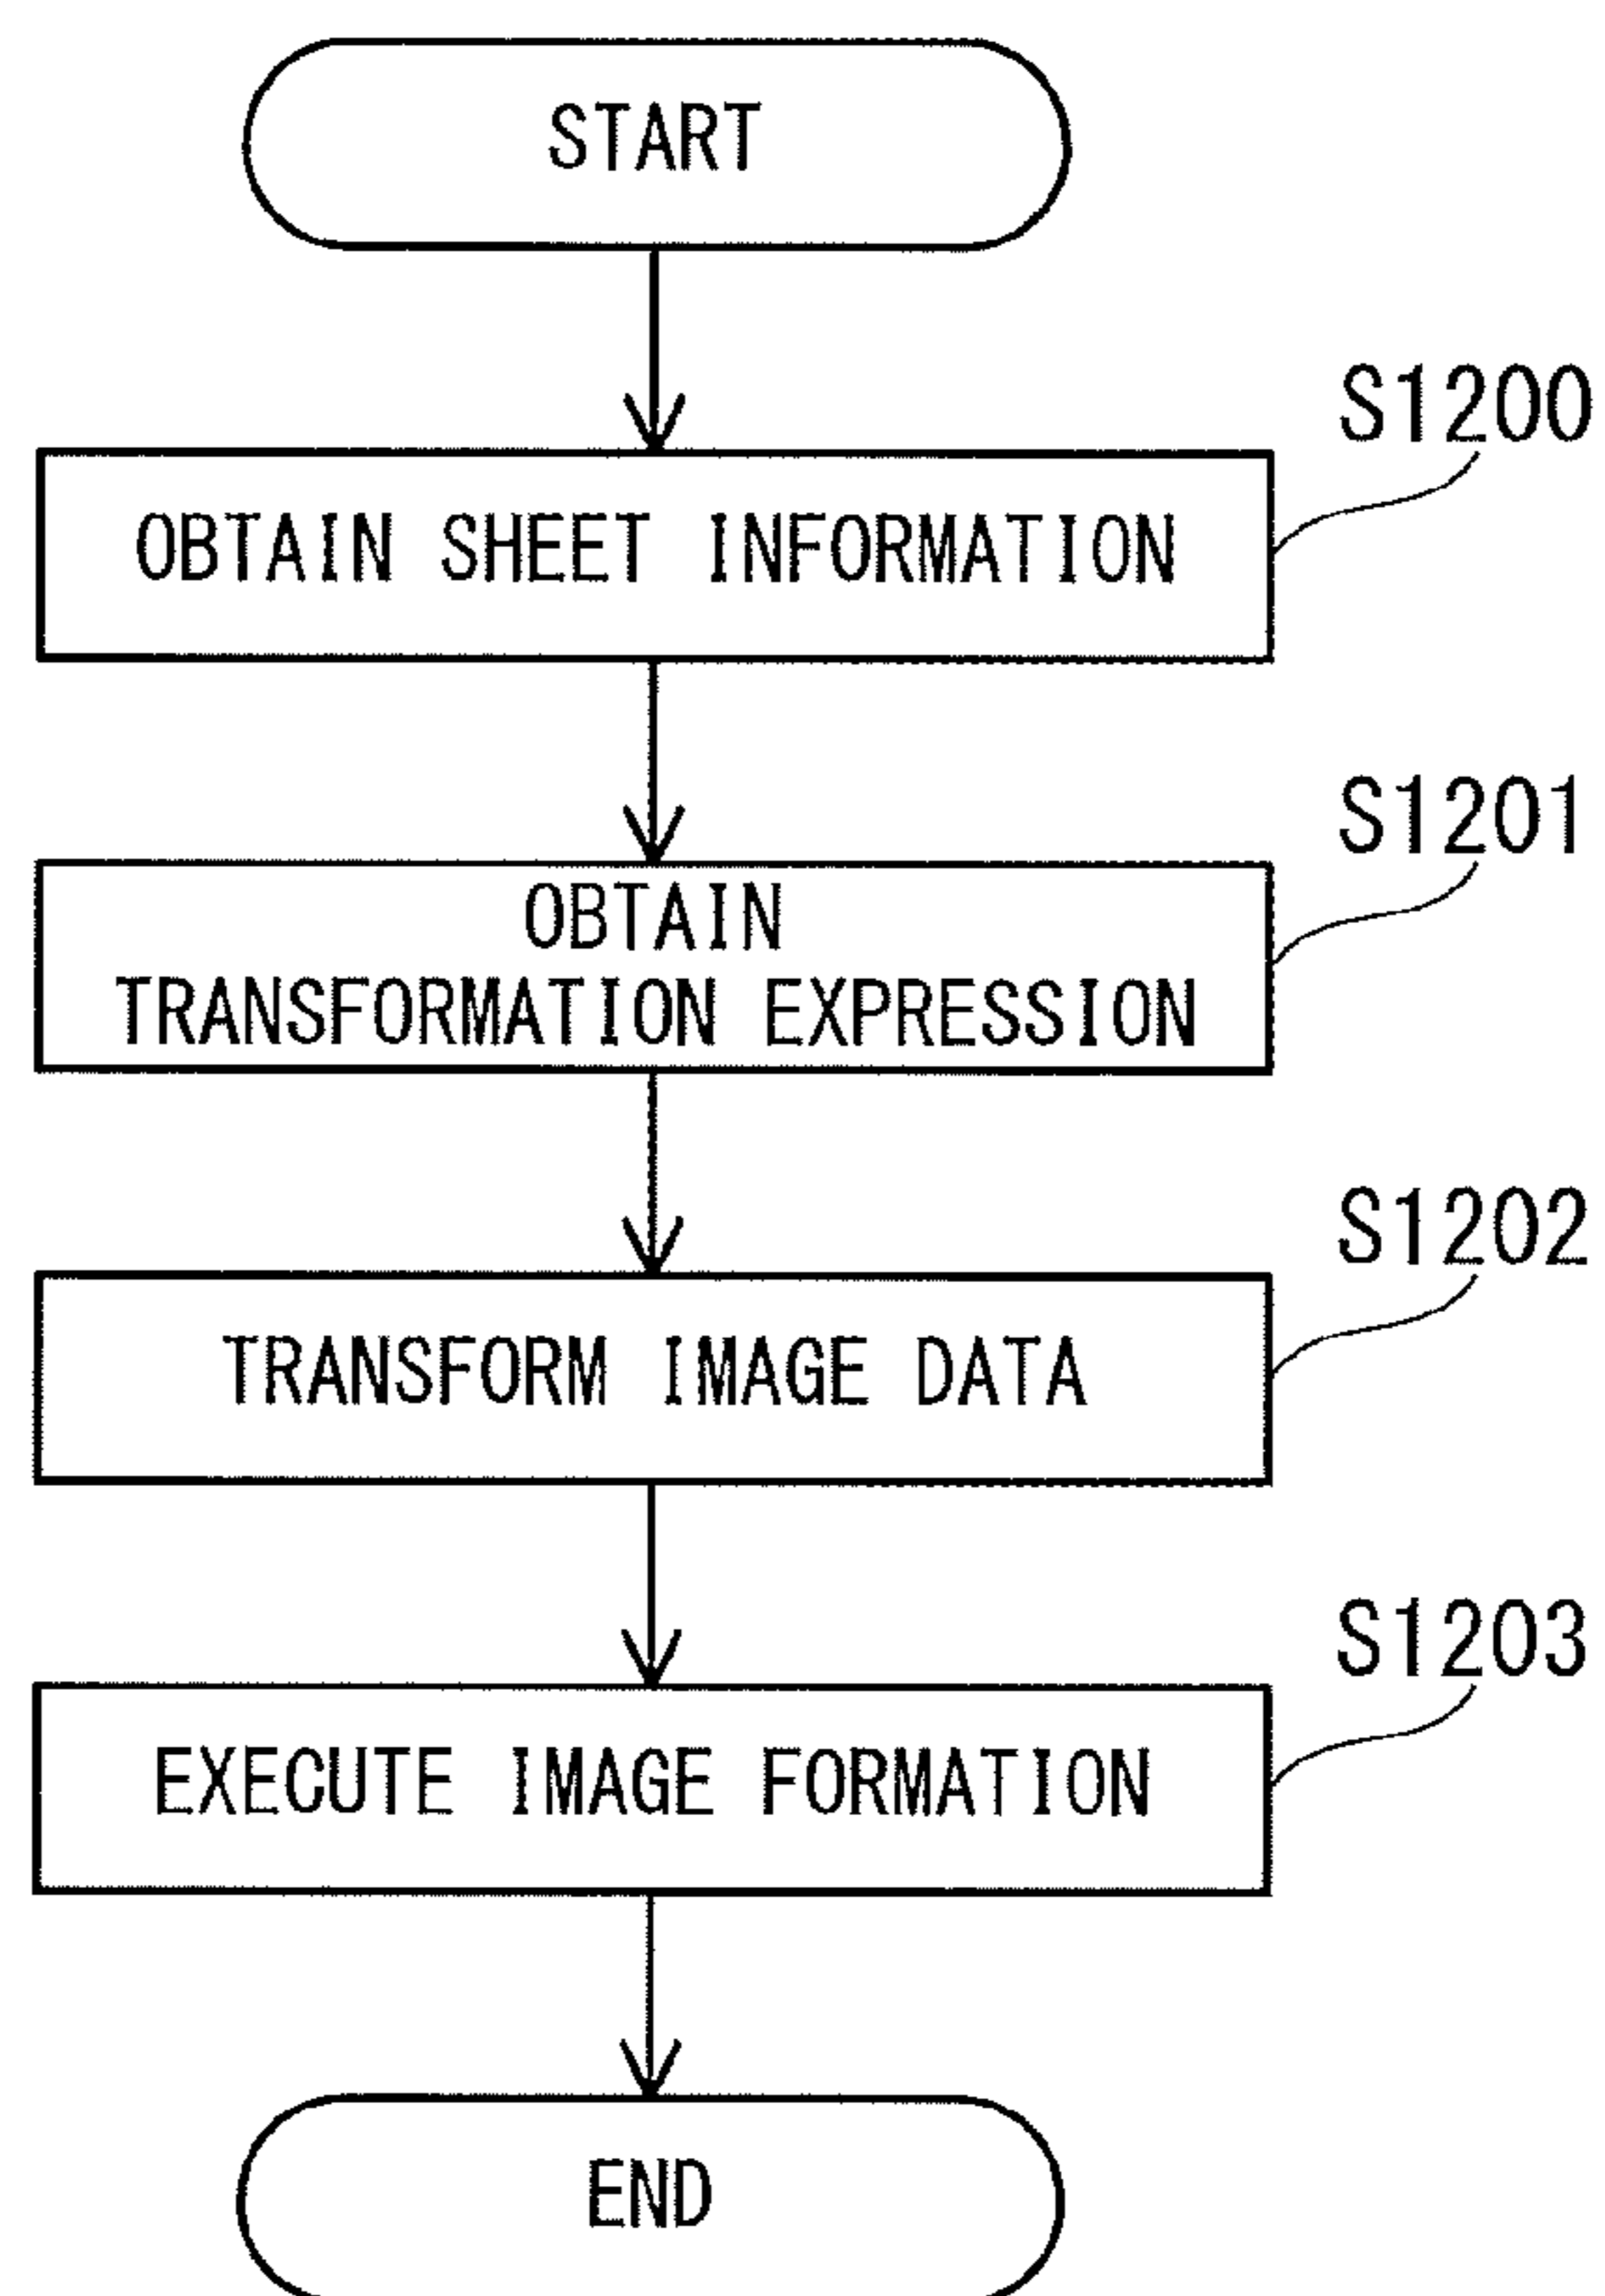 START
S1200
OBTAIN SHEET INFORMATION
S1201
OBTAIN
TRANSFORMATION EXPRESSION
S1202
TRANSFORM IMAGE DATA
S1203
EXECUTE IMAGE FORMATION
END